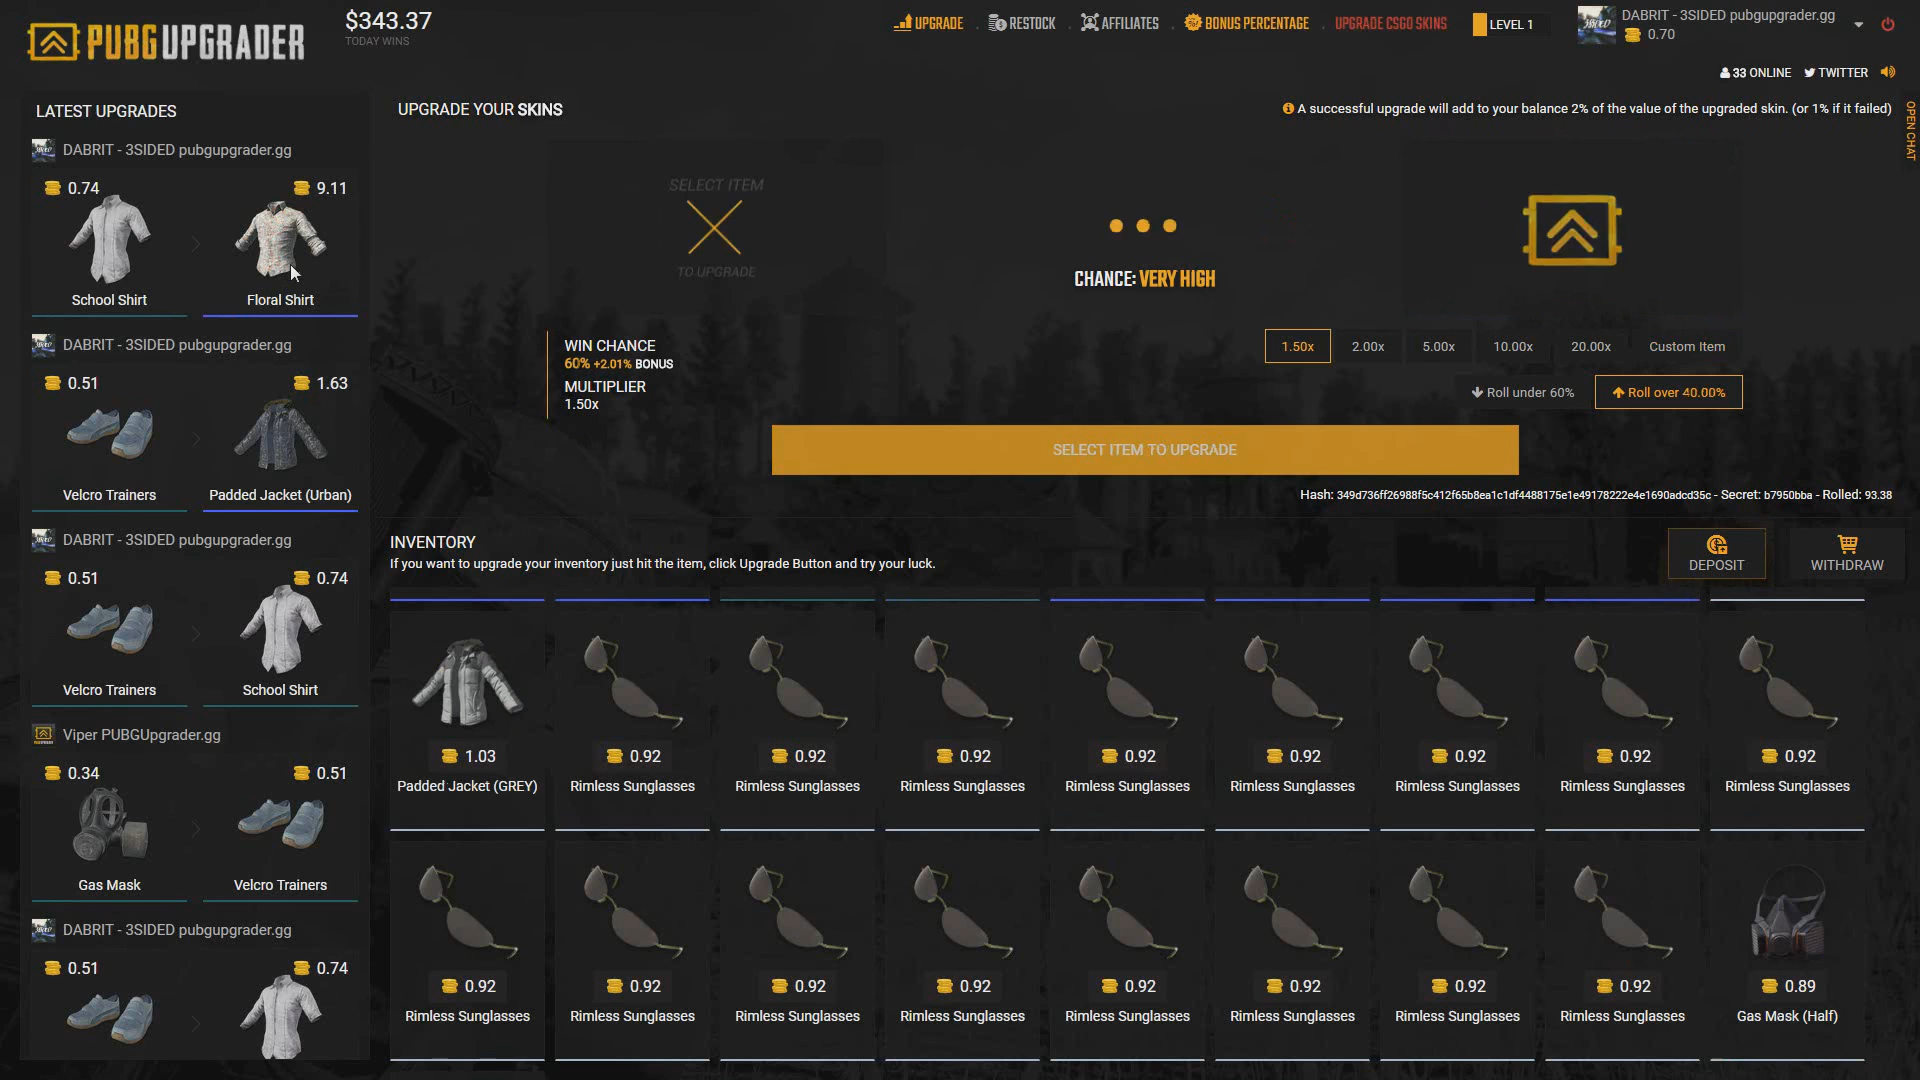 PUBGUPGRADER
$343.37
TODAY WINS
UPGRADE
RESTOCK
AFFILIATES
BONUS PERCENTAGE
UPGRADE CSGO SKINS
LEVEL 1
DABRIT - 3SIDED pubgupgrader.gg
0.70
33 ONLINE
TWITTER
OPEN CHAT
LATEST UPGRADES
DABRIT - 3SIDED pubgupgrader.gg
0.74
9.11
School Shirt
Floral Shirt
DABRIT - 3SIDED pubgupgrader.gg
0.51
1.63
Velcro Trainers
Padded Jacket (Urban)
DABRIT - 3SIDED pubgupgrader.gg
0.51
0.74
Velcro Trainers
School Shirt
Viper PUBGUpgrader.gg
0.34
0.51
Gas Mask
Velcro Trainers
DABRIT - 3SIDED pubgupgrader.gg
0.51
0.74
UPGRADE YOUR SKINS
A successful upgrade will add to your balance 2% of the value of the upgraded skin. (or 1% if it failed)
SELECT ITEM
TO UPGRADE
CHANCE: VERY HIGH
WIN CHANCE
60% +2.01% BONUS
MULTIPLIER
1.50x
1.50x
2.00x
5.00x
10.00x
20.00x
Custom Item
Roll under 60%
Roll over 40.00%
SELECT ITEM TO UPGRADE
Hash: 349d736ff26988f5c412f65b8ea1c1df4488175e1e49178222e4e1690adcd35c - Secret: b7950bba - Rolled: 93.38
INVENTORY
If you want to upgrade your inventory just hit the item, click Upgrade Button and try your luck.
DEPOSIT
WITHDRAW
1.03
0.92
0.92
0.92
0.92
0.92
0.92
0.92
0.92
Padded Jacket (GREY)
Rimless Sunglasses
Rimless Sunglasses
Rimless Sunglasses
Rimless Sunglasses
Rimless Sunglasses
Rimless Sunglasses
Rimless Sunglasses
Rimless Sunglasses
0.92
0.92
0.92
0.92
0.92
0.92
0.92
0.92
0.89
Rimless Sunglasses
Rimless Sunglasses
Rimless Sunglasses
Rimless Sunglasses
Rimless Sunglasses
Rimless Sunglasses
Rimless Sunglasses
Rimless Sunglasses
Gas Mask (Half)